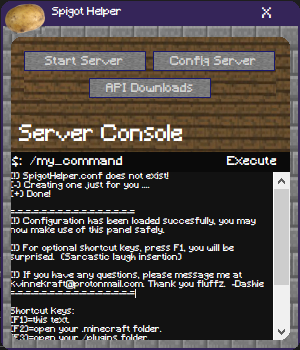 Spigot Helper
X
Start Server
Config Server
API Downloads
Server Console
$: /my_command
Execute
(!) SpigotHelper.conf does not exist!
[-] Creating one just for you ....
[+] Done!
(!) Configuration has been loaded succesfully, you may
now make use of this panel safely.
(!) For optional shortcut keys, press F1, you will be
surprised. (Sarcastic laugh insertion)
(!) If you have any questions, please message me at
KvinneKraft@protonmail.com. Thank you fluffz. -Dashie
Shortcut keys:
[F1]=this text.
[F2]=open your .minecraft folder.
[F3]=open your /plugins folder.